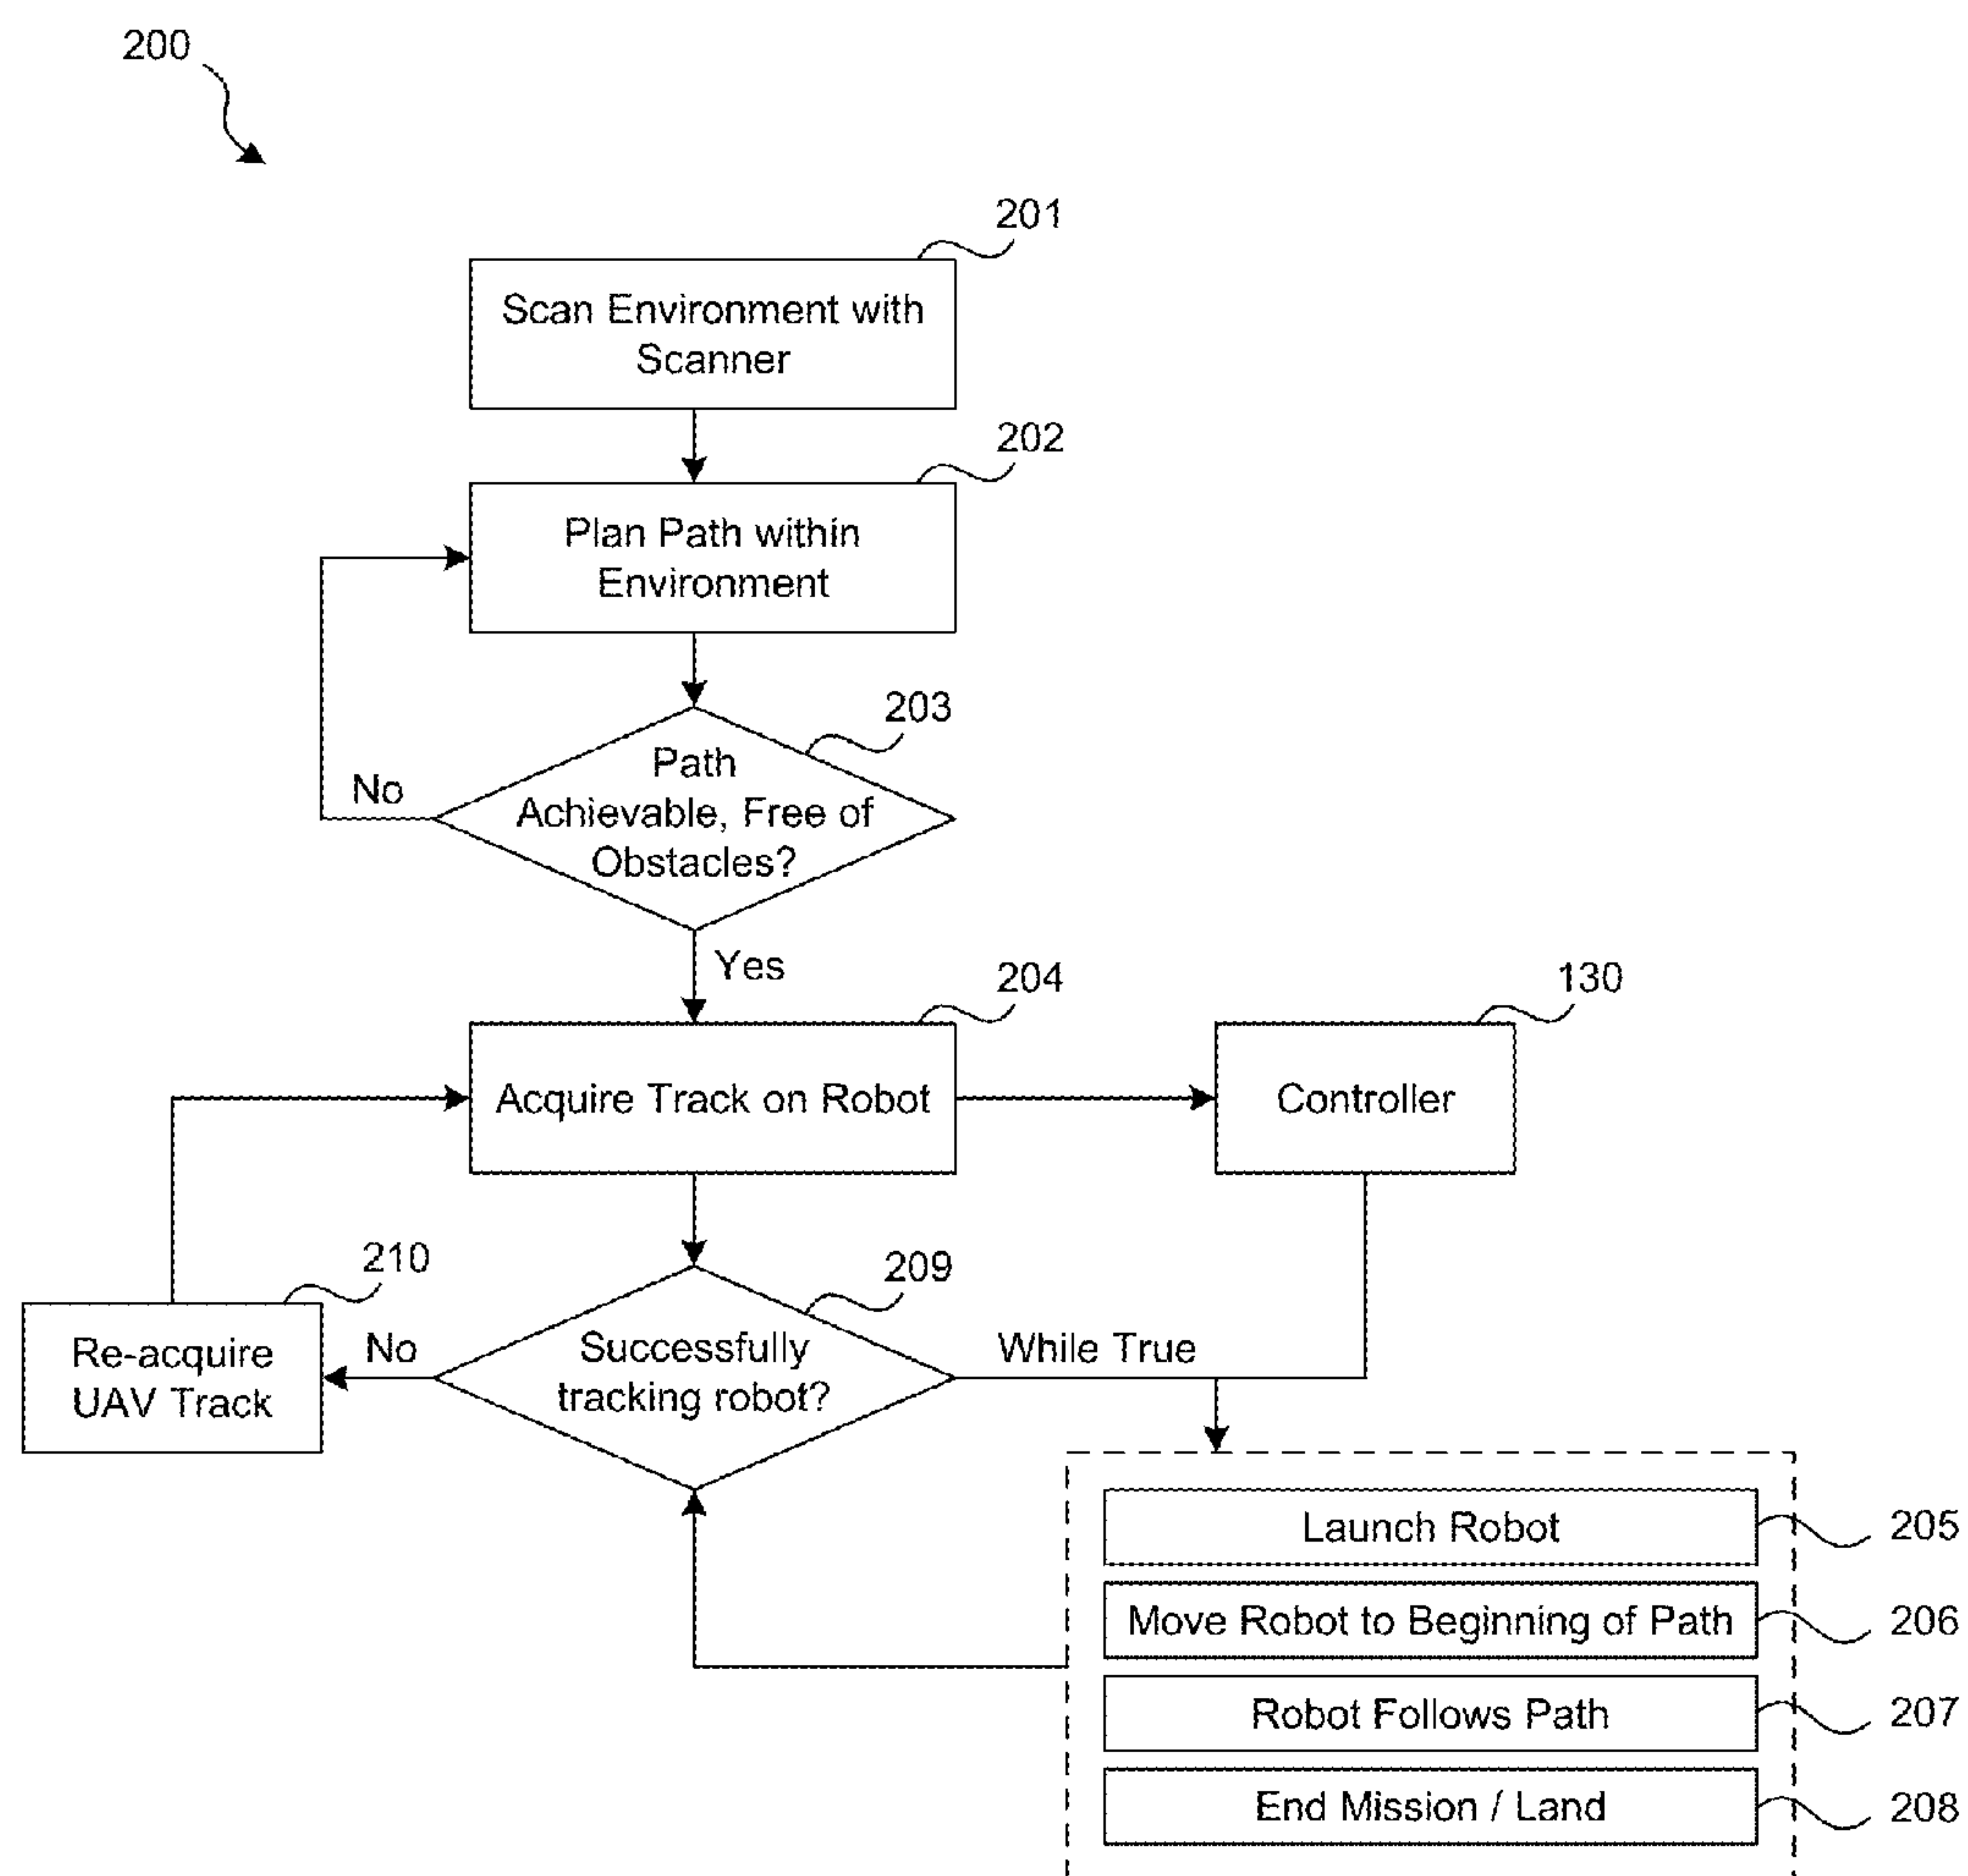 200
201
Scan Environment with
Scanner
202
Plan Path within
Environment
203
Path
Achievable, Free of
Obstacles?
No
Yes
204
130
Acquire Track on Robot
Controller
210
209
Re-acquire
UAV Track
No
Successfully
tracking robot?
While True
Launch Robot
205
Move Robot to Beginning of Path
206
Robot Follows Path
207
End Mission / Land
208